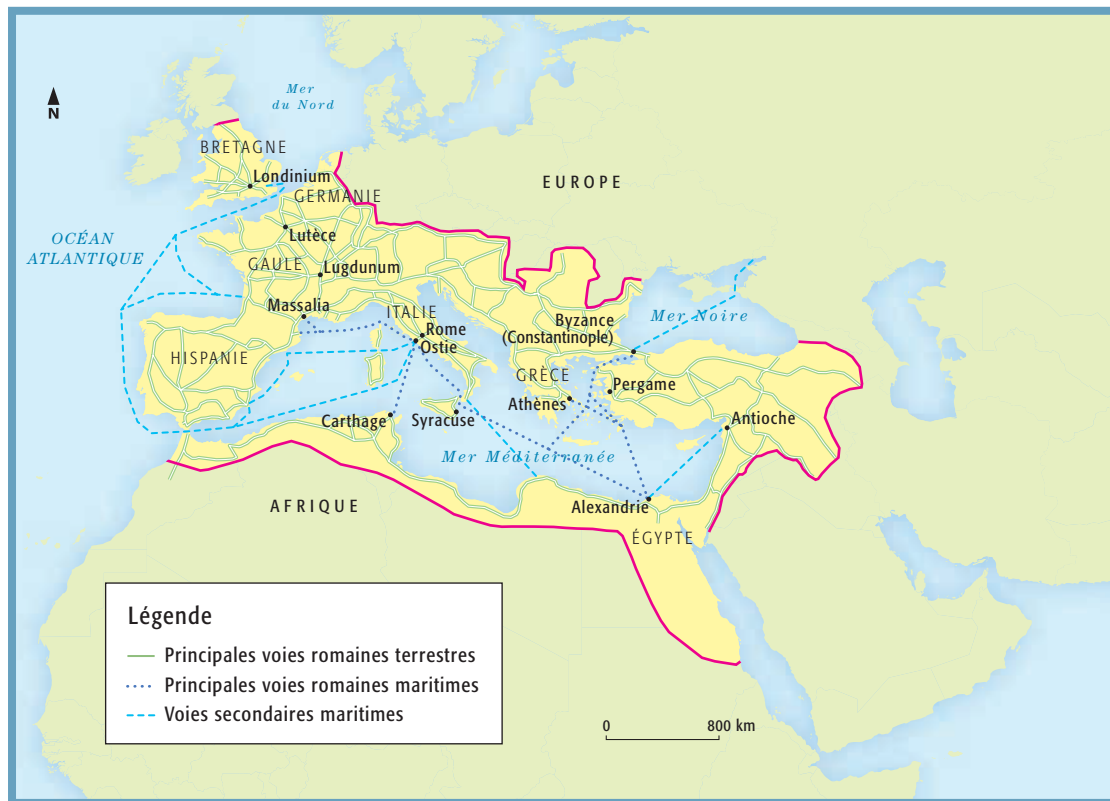 Mer
du Nord
N
BRETAGNE
Londinium
EUROPE
GERMANIE
OCÉAN
ATLANTIQUE
Lutèce
GAULE
Lugdunum
Massalia
ITALIE
Rome
Ostie
Byzance
(Constantinople)
Mer Noire
HISPANIE
GRÈCE
Pergame
Athènes
Carthage
Syracuse
Antioche
Mer Méditerranée
AFRIQUE
Alexandrie
ÉGYPTE
Légende
Principales voies romaines terrestres
Principales voies romaines maritimes
Voies secondaires maritimes
0 800 km